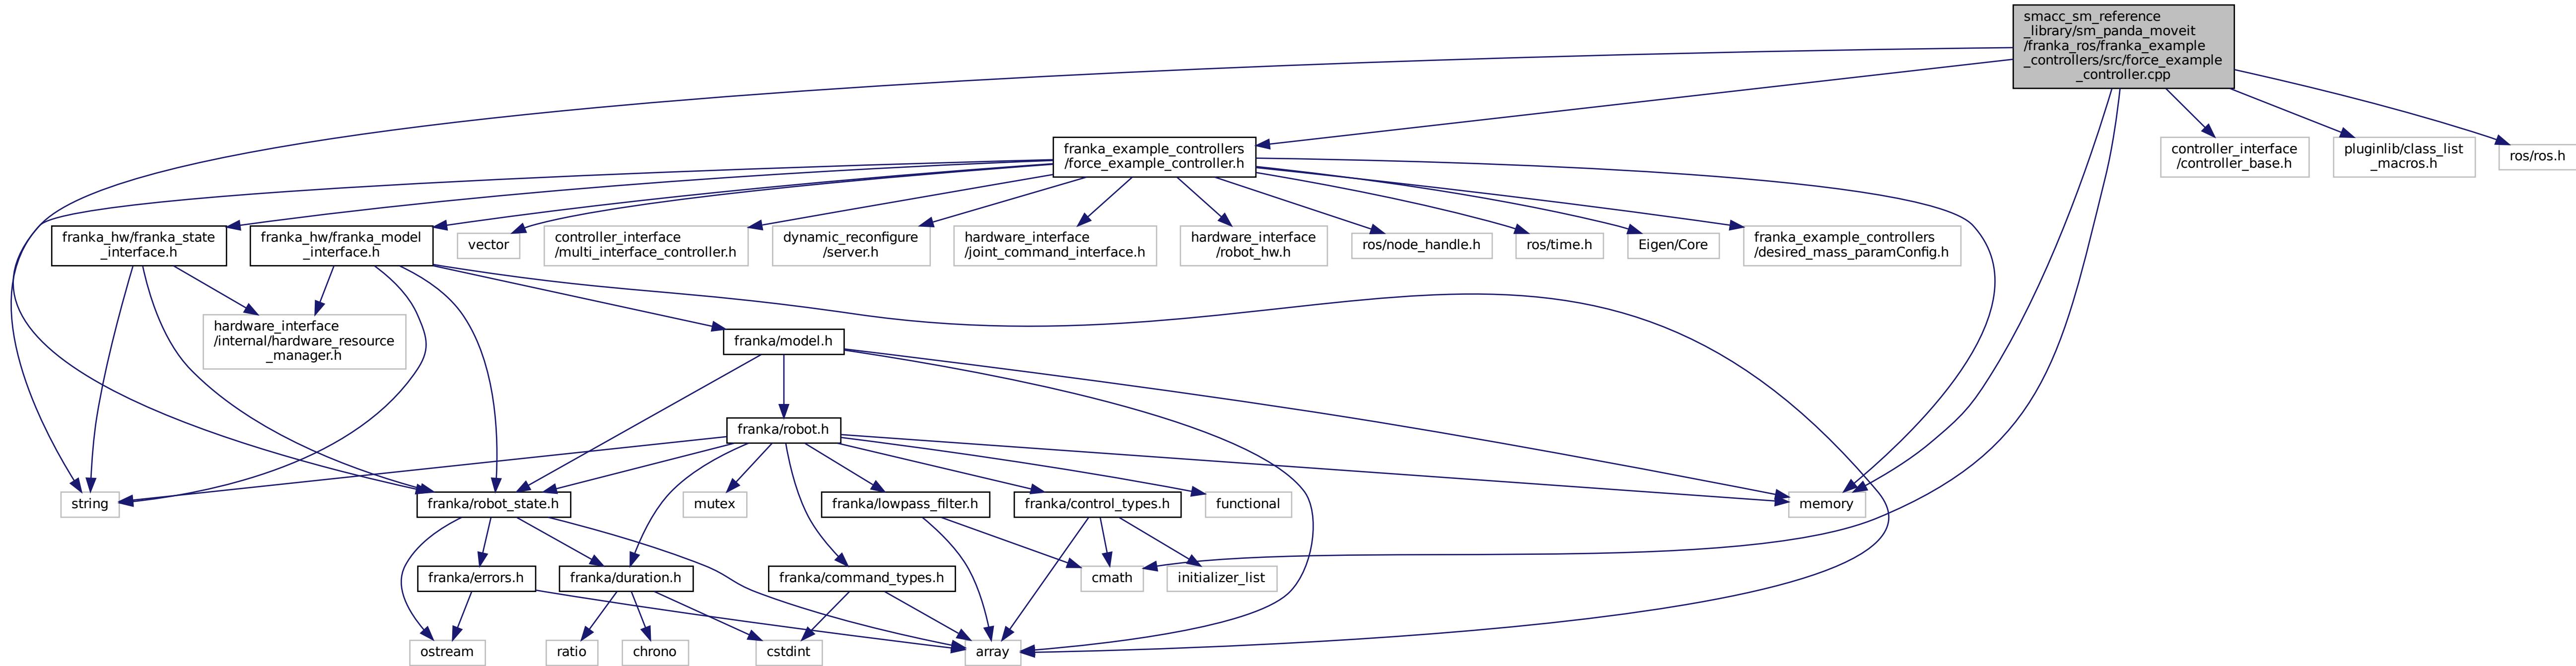 smacc_sm_reference
_library/sm_panda_moveit
/franka_ros/franka_example
_controllers/src/force_example
_controller.cpp
franka_example_controllers
/force_example_controller.h
controller_interface
/controller_base.h
pluginlib/class_list
_macros.h
ros/ros.h
franka_hw/franka_state
_interface.h
franka_hw/franka_model
_interface.h
vector
controller_interface
/multi_interface_controller.h
dynamic_reconfigure
/server.h
hardware_interface
/joint_command_interface.h
hardware_interface
/robot_hw.h
ros/node_handle.h
ros/time.h
Eigen/Core
franka_example_controllers
/desired_mass_paramConfig.h
hardware_interface
/internal/hardware_resource
_manager.h
franka/model.h
franka/robot.h
string
franka/robot_state.h
mutex
franka/lowpass_filter.h
franka/control_types.h
functional
memory
franka/errors.h
franka/duration.h
franka/command_types.h
cmath
initializer_list
ostream
ratio
chrono
cstdint
array